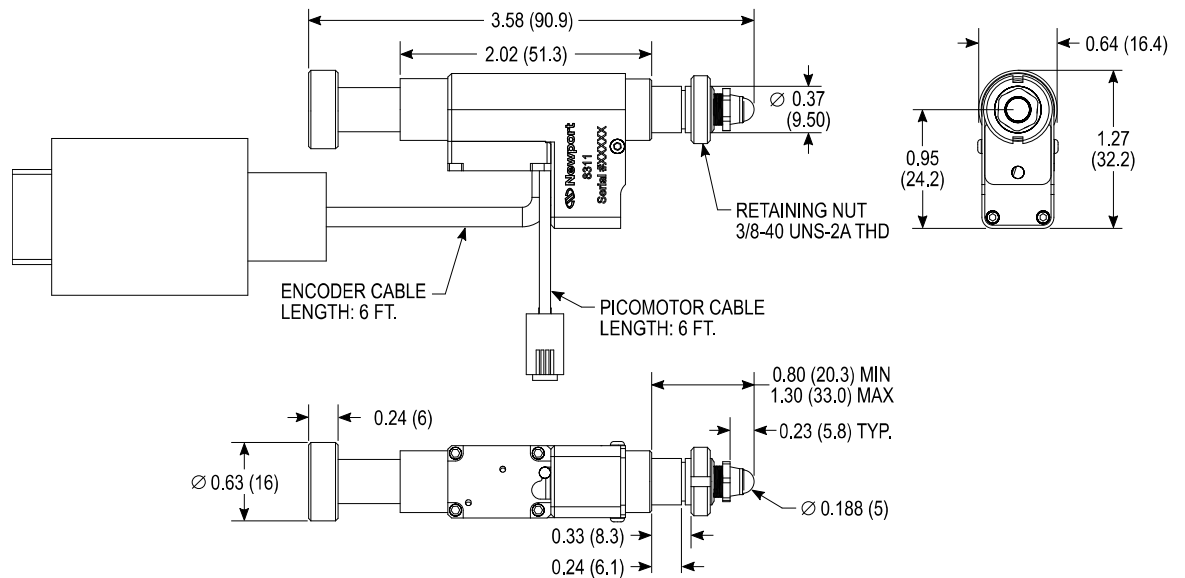 3.58 (90.9)
2.02 (51.3)
0.64 (16.4)
Ø 0.37
(9.50)
Newport
8311
Serial #XXXXX
0.95
(24.2)
1.27
(32.2)
RETAINING NUT
3/8-40 UNS-2A THD
ENCODER CABLE
LENGTH: 6 FT.
PICOMOTOR CABLE
LENGTH: 6 FT.
0.80 (20.3) MIN
1.30 (33.0) MAX
0.24 (6)
0.23 (5.8) TYP.
Ø 0.63 (16)
Ø 0.188 (5)
0.33 (8.3)
0.24 (6.1)